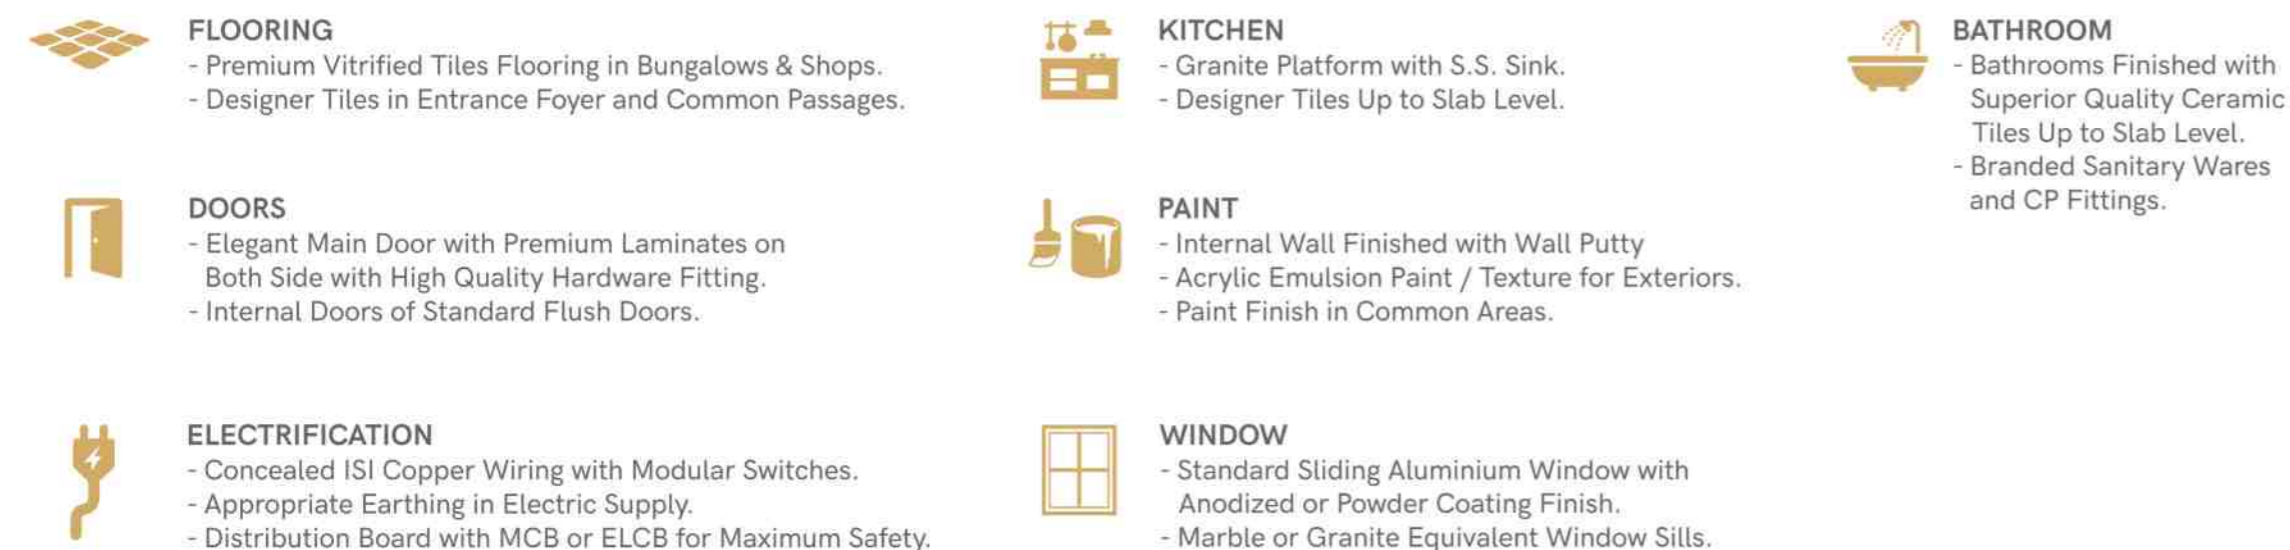 FLOORING
- Premium Vitrified Tiles Flooring in Bungalows & Shops.
- Designer Tiles in Entrance Foyer and Common Passages.
KITCHEN
- Granite Platform with S.S. Sink.
- Designer Tiles Up to Slab Level.
BATHROOM
- Bathrooms Finished with
Superior Quality Ceramic
Tiles Up to Slab Level.
- Branded Sanitary Wares
and CP Fittings.
DOORS
- Elegant Main Door with Premium Laminates on
Both Side with High Quality Hardware Fitting.
- Internal Doors of Standard Flush Doors.
PAINT
- Internal Wall Finished with Wall Putty
- Acrylic Emulsion Paint / Texture for Exteriors.
- Paint Finish in Common Areas.
ELECTRIFICATION
- Concealed ISI Copper Wiring with Modular Switches.
- Appropriate Earthing in Electric Supply.
- Distribution Board with MCB or ELCB for Maximum Safety.
WINDOW
- Standard Sliding Aluminium Window with
Anodized or Powder Coating Finish.
- Marble or Granite Equivalent Window Sills.